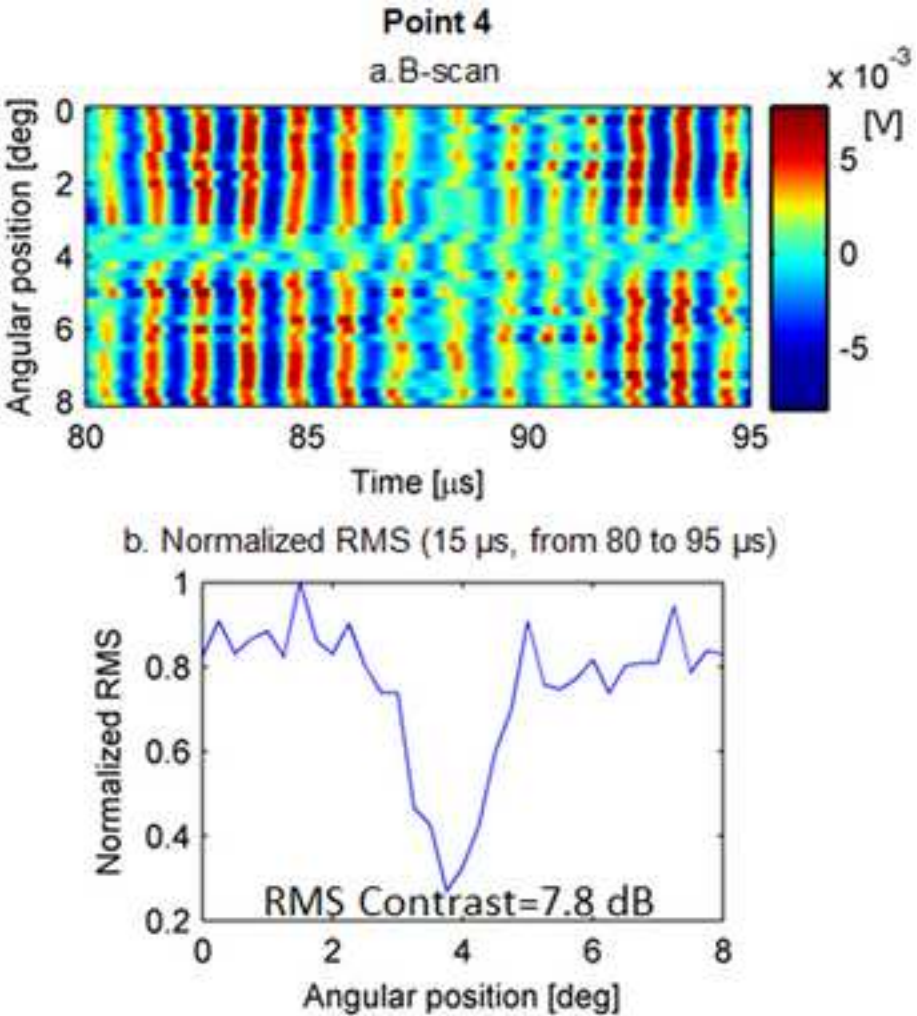 Point 4
a.B-scan
x 10-3
[V]
Angular position [deg]
0
2
4
6
8
5
0
-5
80 85 90 95
Time [µs]
b. Normalized RMS (15 µs, from 80 to 95 µs)
Normalized RMS
1
0.8
0.6
0.4
0.2
RMS Contrast=7.8 dB
0 2 4 6 8
Angular position [deg]